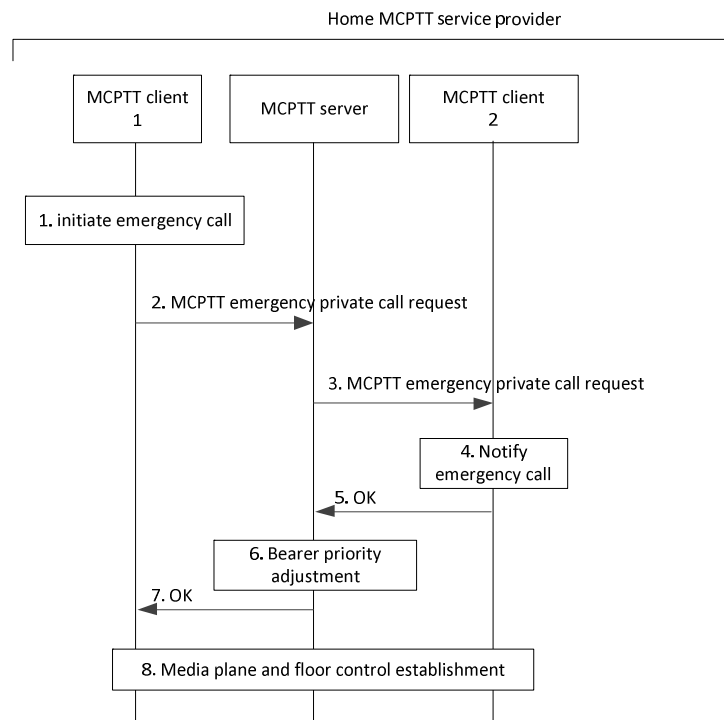 Home MCPTT service provider
MCPTT client
1
MCPTT server
MCPTT client
2
1. initiate emergency call
2. MCPTT emergency private call request
3. MCPTT emergency private call request
4. Notify
emergency call
5. OK
6. Bearer priority
adjustment
7. OK
8. Media plane and floor control establishment